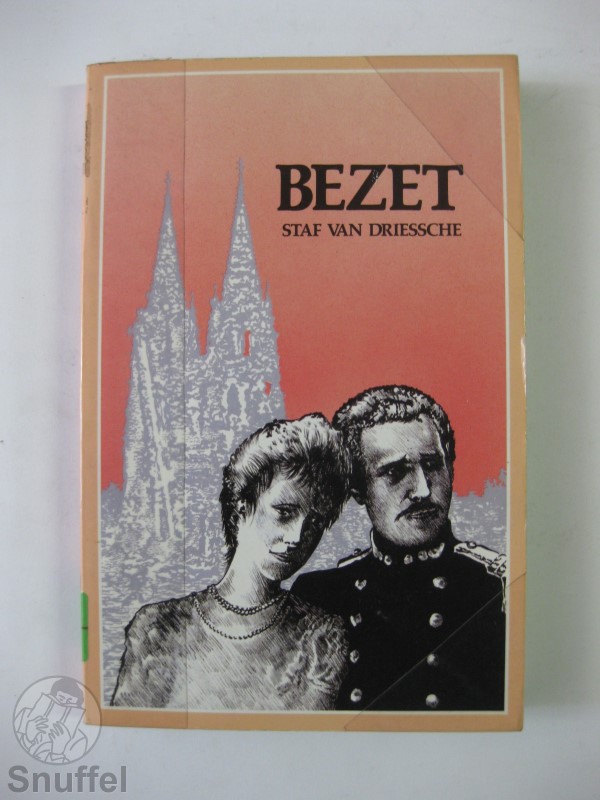 BEZET
STAF VAN DRIESSCHE
Snuffel